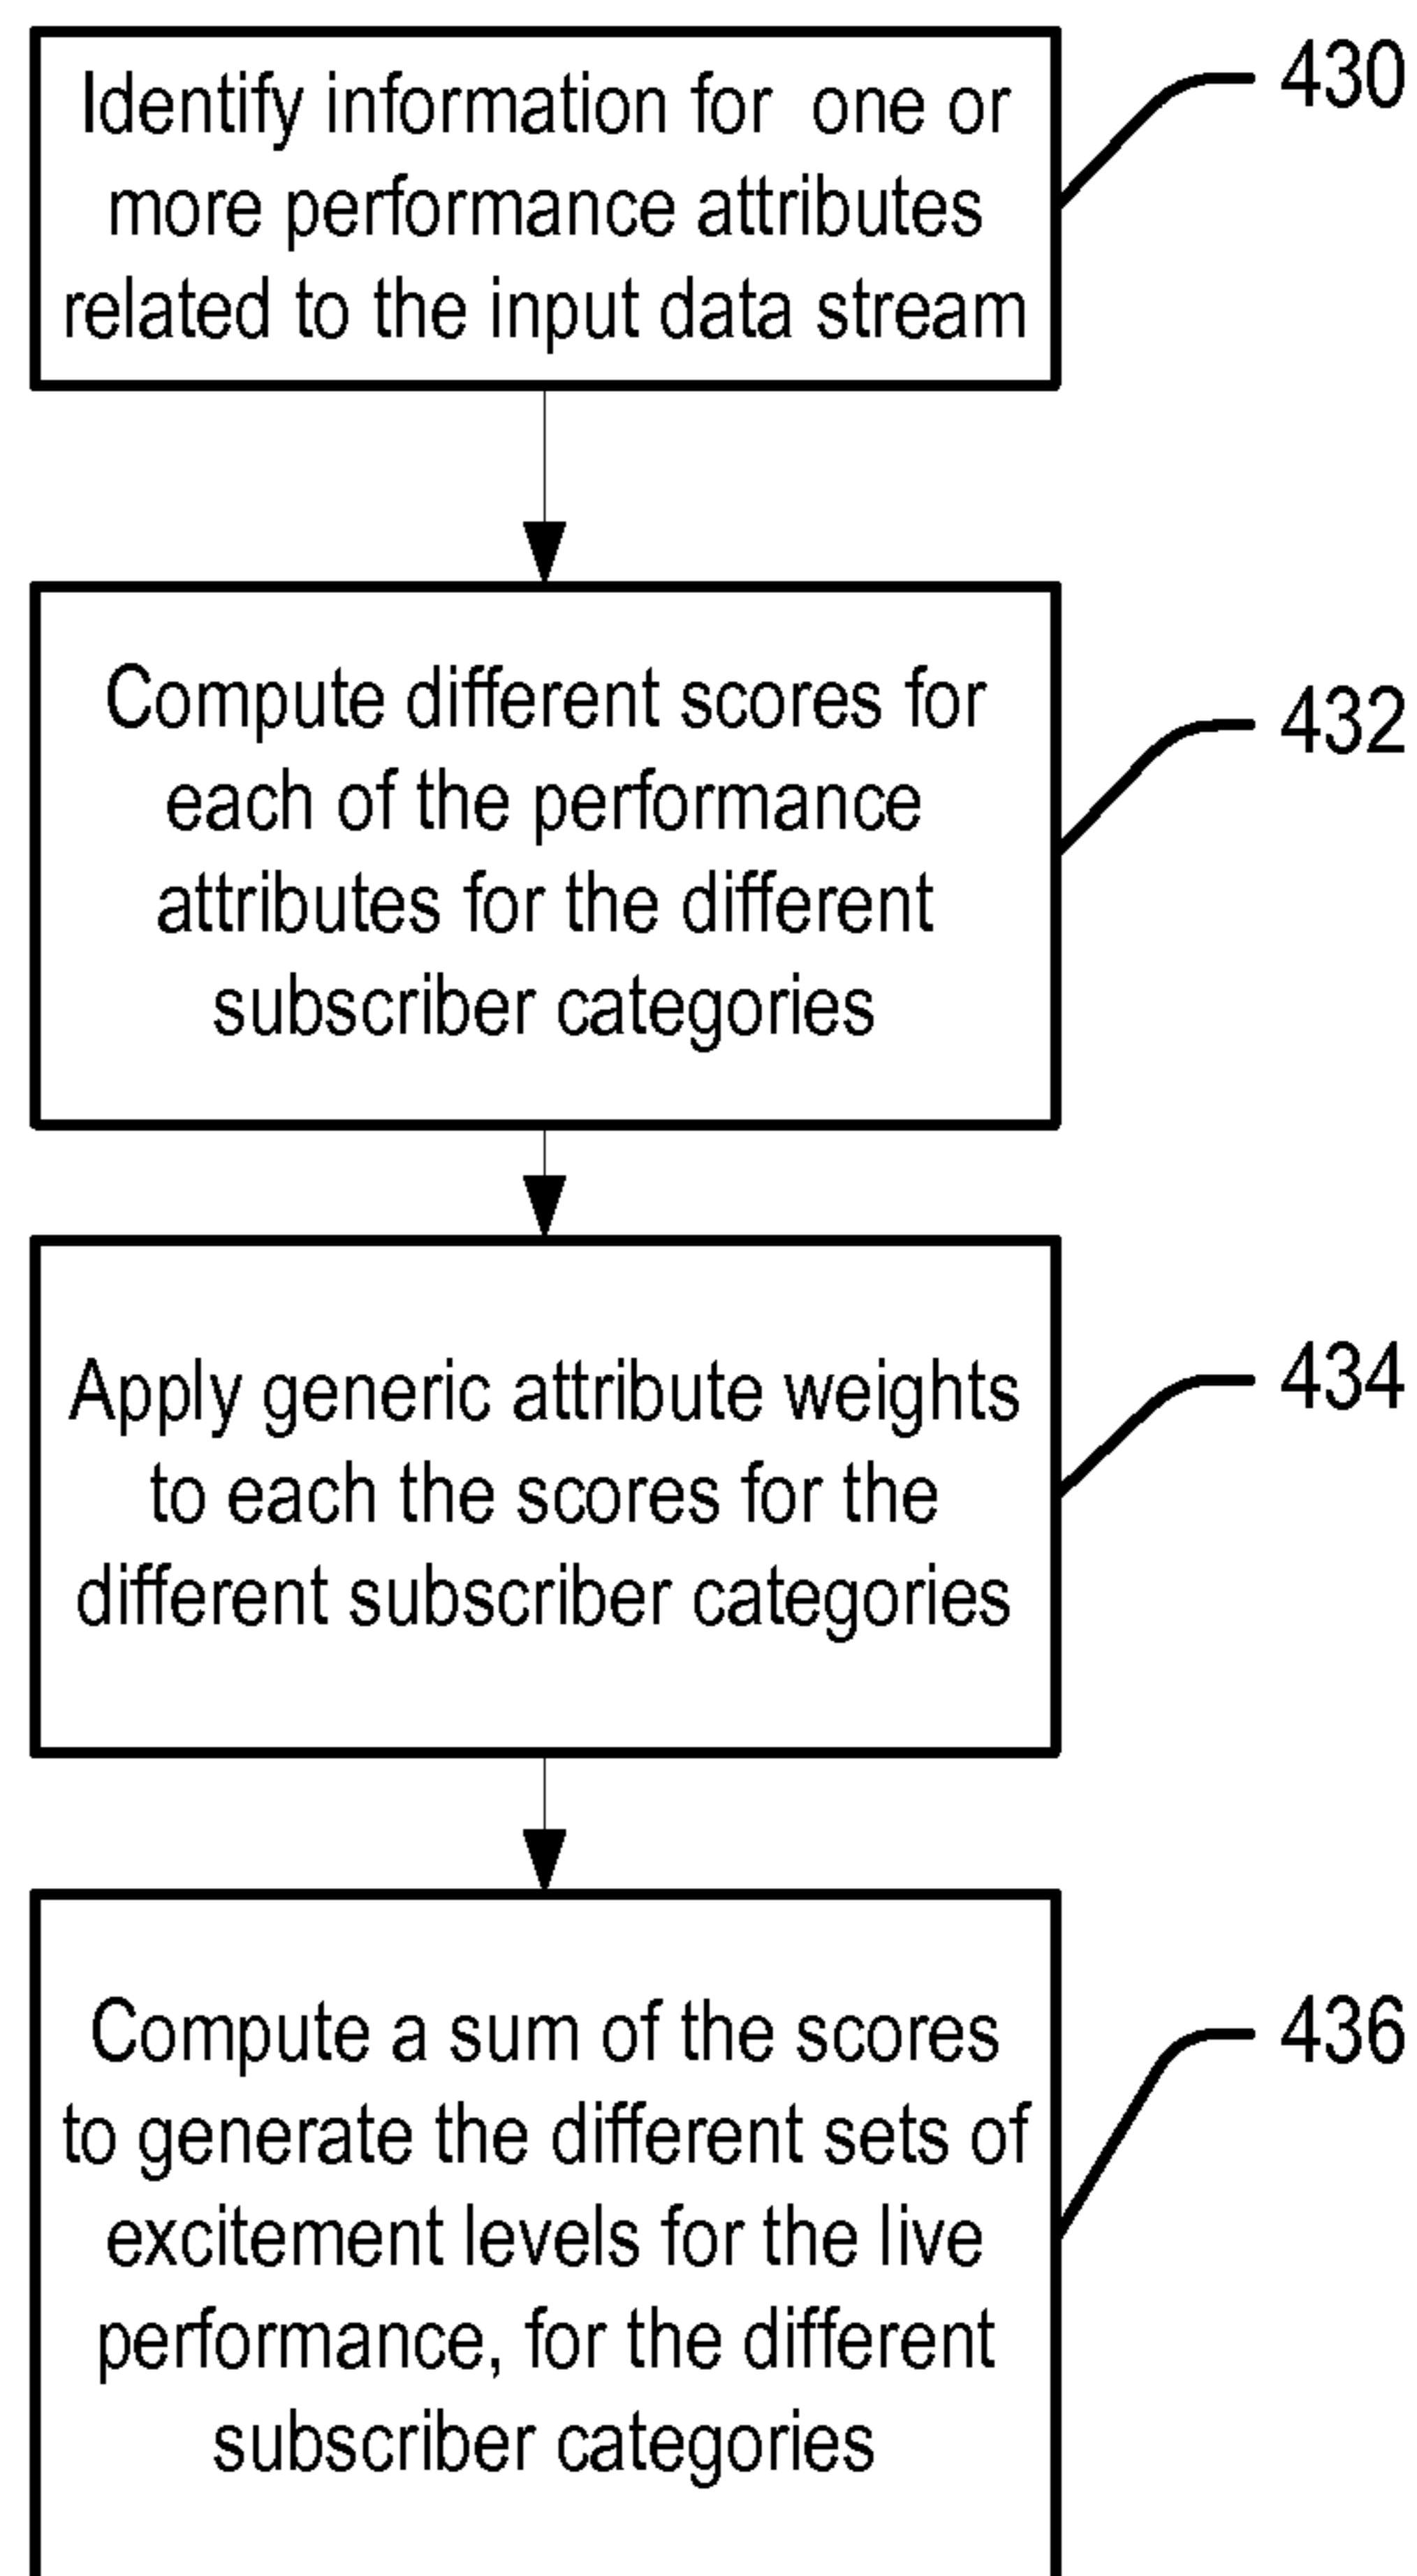 Identify information for one or
more performance attributes
related to the input data stream
430
Compute different scores for
each of the performance
attributes for the different
subscriber categories
432
Apply generic attribute weights
to each the scores for the
different subscriber categories
434
Compute a sum of the scores
to generate the different sets of
excitement levels for the live
performance, for the different
subscriber categories
436